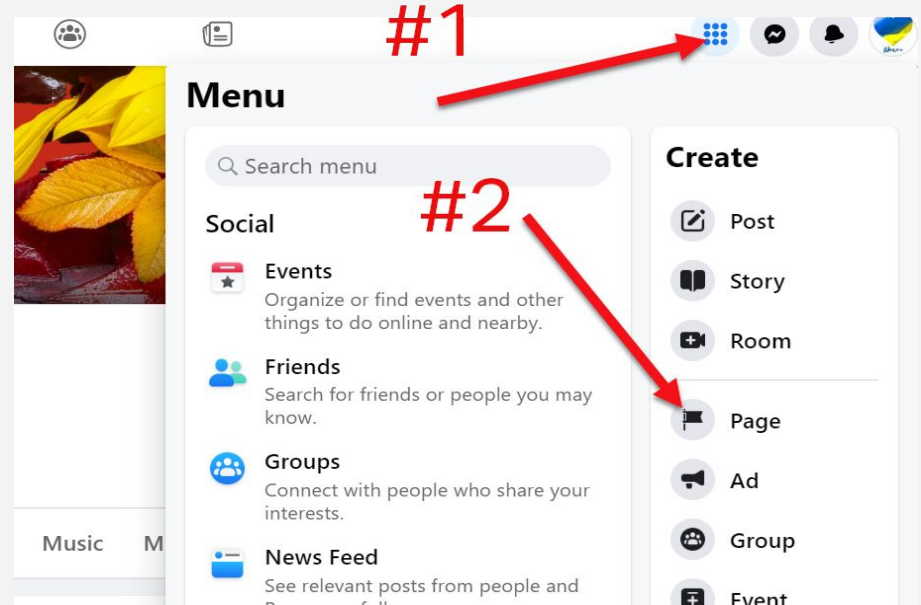 #1
Menu
Search menu
#2
Social
Events
Organize or find events and other
things to do online and nearby.
Friends
Search for friends or people you may
know.
Groups
Connect with people who share your
interests.
News Feed
See relevant posts from people and
Create
Post
Story
Room
Page
Ad
Group
Event
Music M